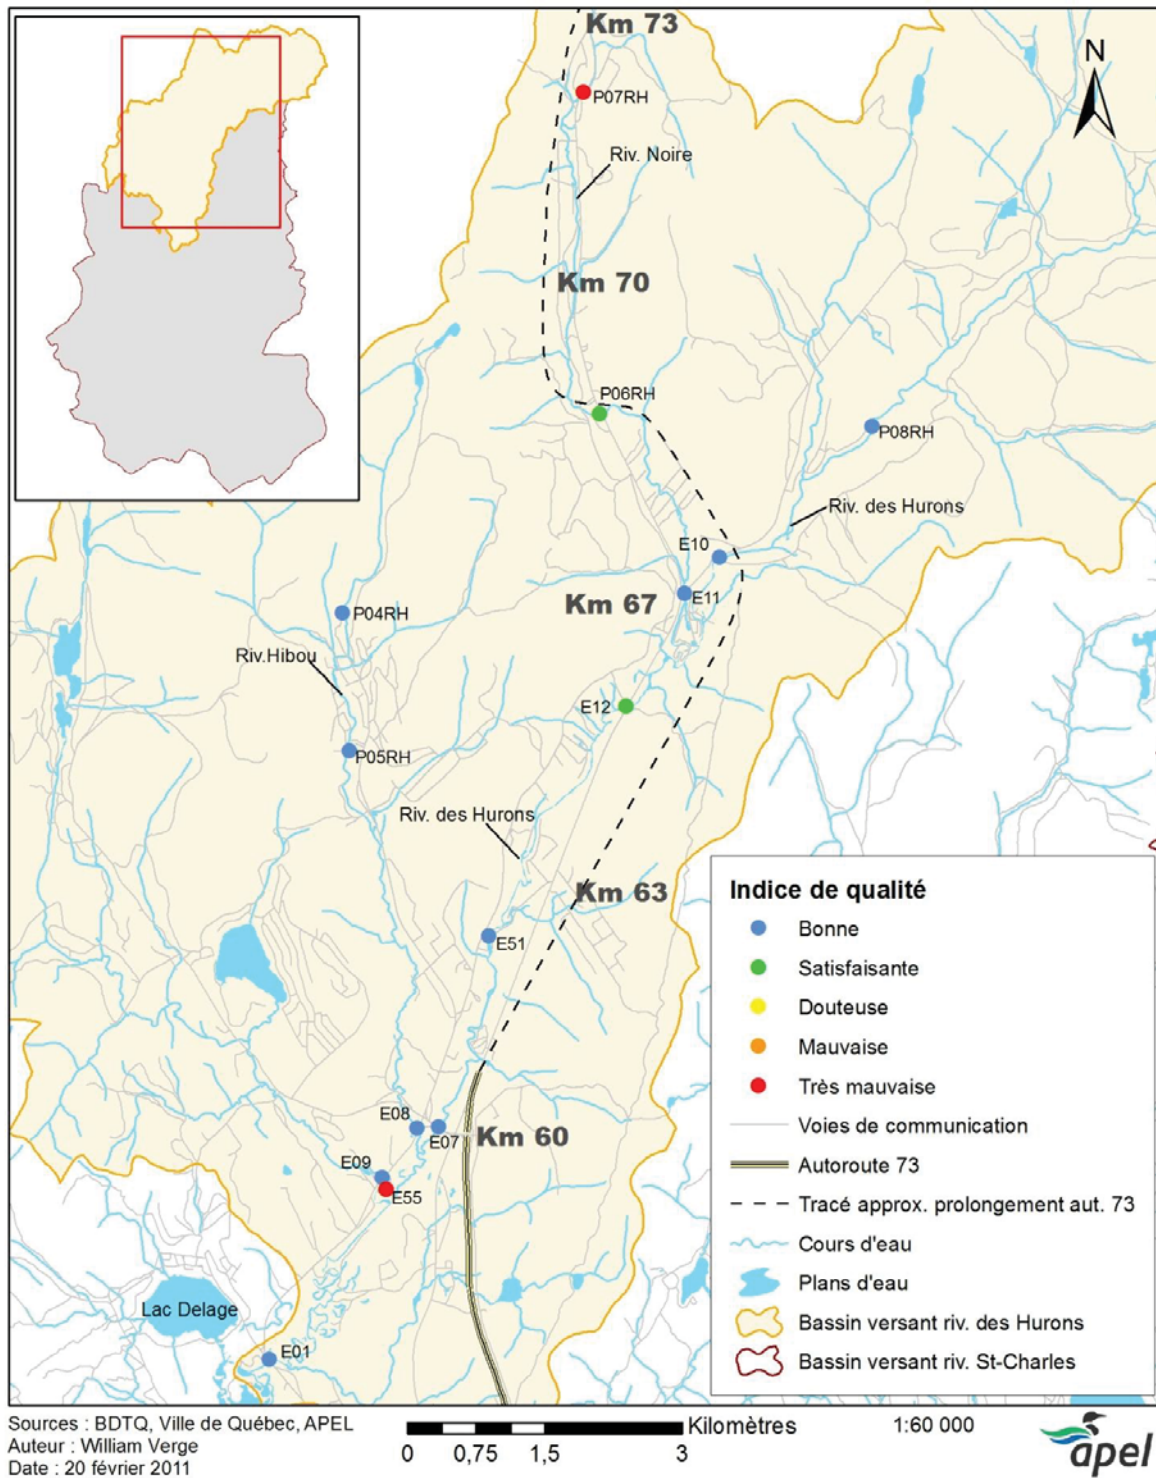 Km 73
N
P07RH
Riv. Noire
Km 70
P06RH
P08RH
Riv. des Hurons
E10
E11
Km 67
P04RH
Riv.Hibou
E12
P05RH
Riv. des Hurons
Km 63
E51
E08
E07
Km 60
E09
E55
Lac Delage
E01
Indice de qualité
Bonne
Satisfaisante
Douteuse
Mauvaise
Très mauvaise
Voies de communication
Autoroute 73
Tracé approx. prolongement aut. 73
Cours d'eau
Plans d'eau
Bassin versant riv. des Hurons
Bassin versant riv. St-Charles
Sources : BDTQ, Ville de Québec, APEL
Auteur : William Verge
Date : 20 février 2011
Kilomètres
0 0,75 1,5 3
1:60 000
apel